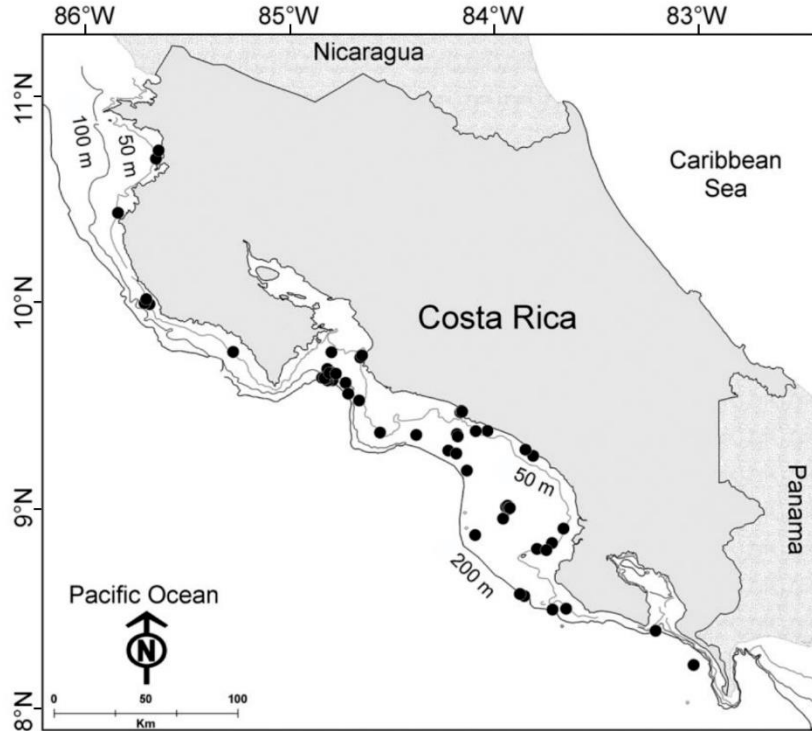 86°W 85°W 84°W 83°W
Nicaragua
11°N
100 m
50 m
Caribbean
Sea
10°N
Costa Rica
50 m
9°N
Panama
200 m
Pacific Ocean
N
8°N
0 50 100
Km